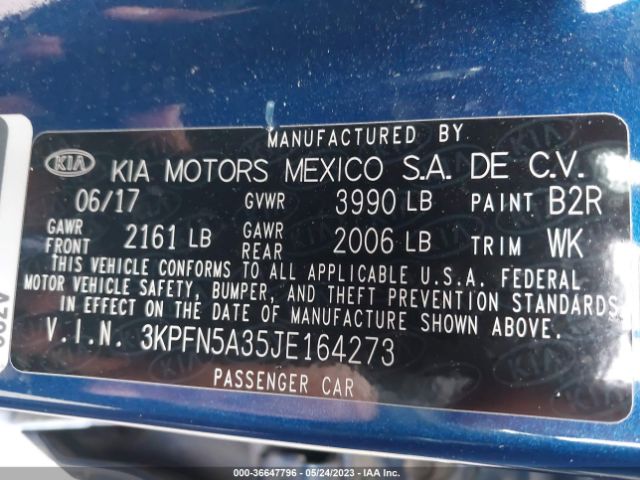 MANUFACTURED BY
KIA KIA MOTORS MEXICO S.A. DE C.V.
06/17 GVWR 3990 LB PAINT B2R
GAWR FRONT 2161 LB GAWR REAR 2006 LB TRIM WK
THIS VEHICLE CONFORMS TO ALL APPLICABLE U.S.A. FEDERAL
MOTOR VEHICLE SAFETY, BUMPER, AND THEFT PREVENTION STANDARDS
IN EFFECT ON THE DATE OF MANUFACTURE SHOWN ABOVE.
V.I.N. 3KPFN5A35JE164273
PASSENGER CAR
000-36647796 - 05/24/2023 - IAA Inc.